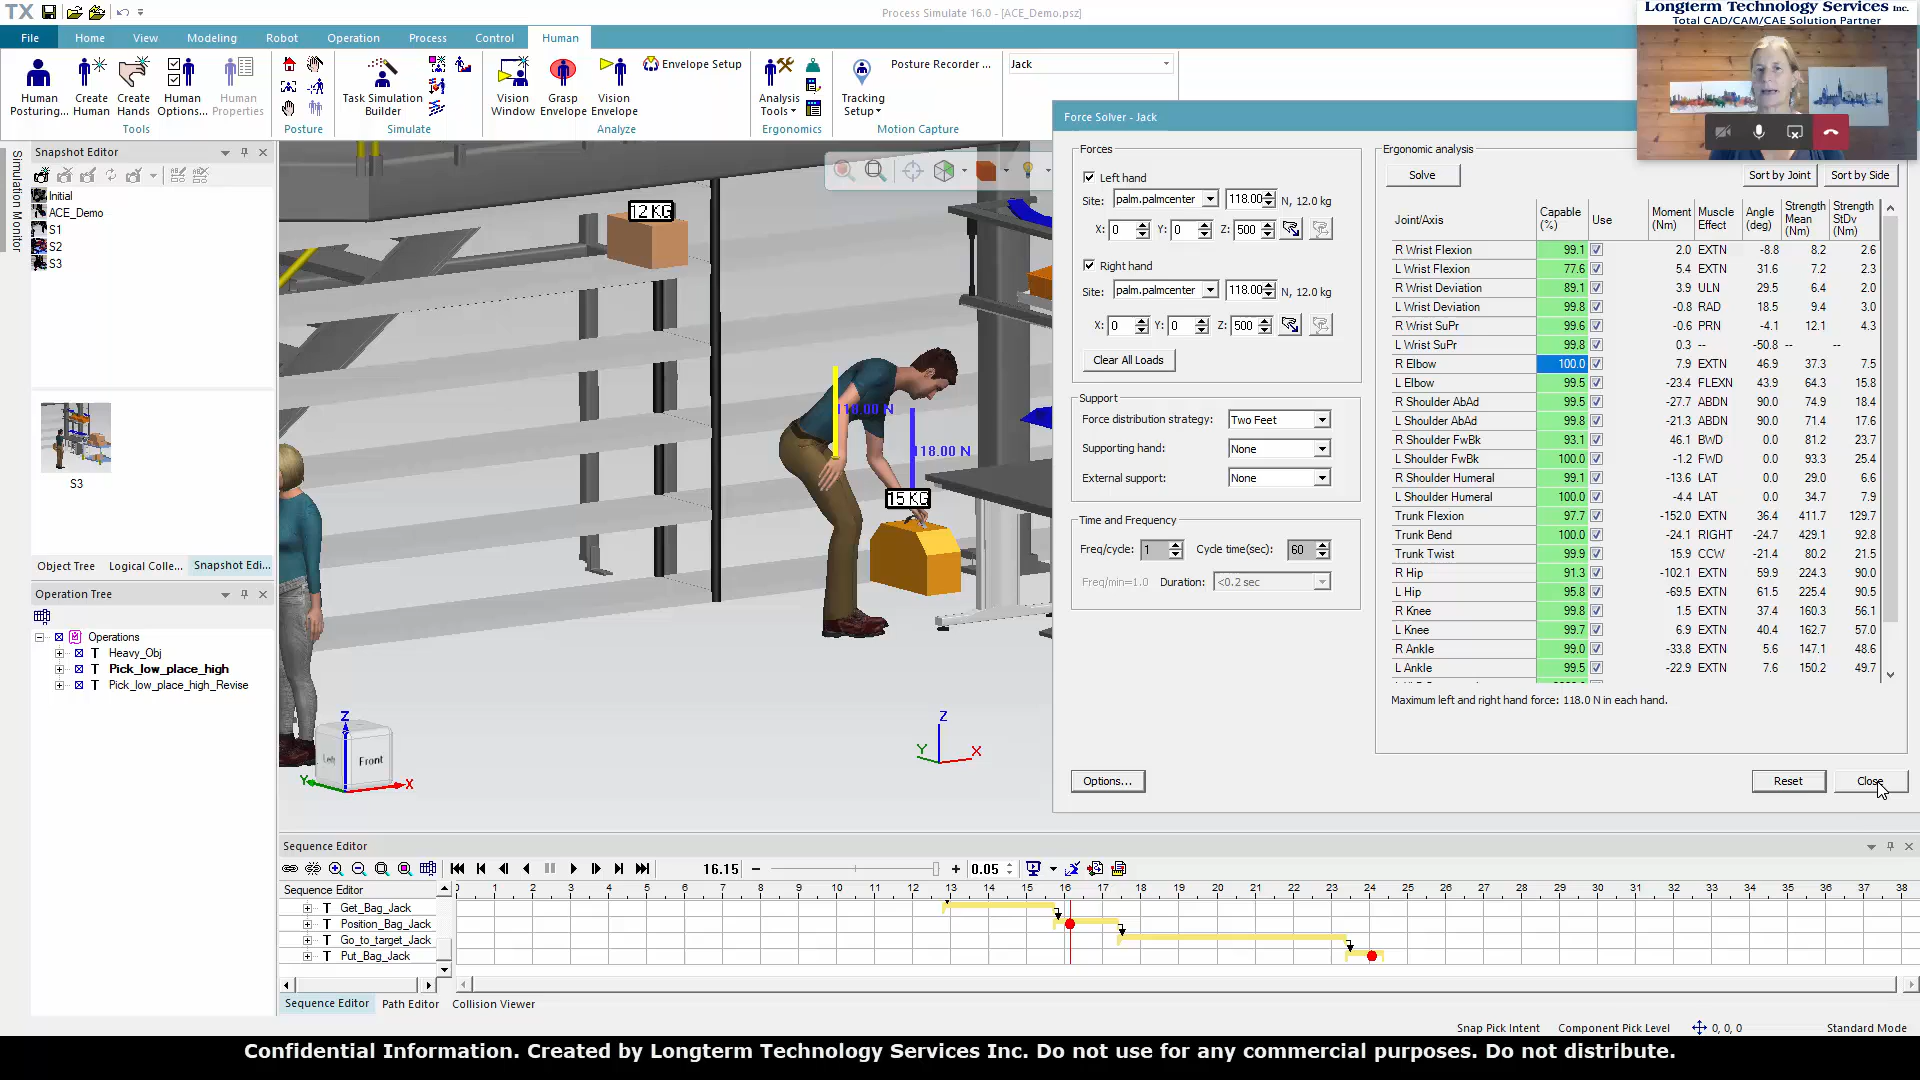 TX
Process Simulate 16.0 - [ACE_Demo.psz]
Longterm Technology Services Inc.
Total CAD/CAM/CAE Solution Partner
File Home View Modeling Robot Operation Process Control Human
Human Posturing... Create Human Create Hands Human Options... Human Properties
Tools
Posture
Task Simulation Builder
Simulate
Vision Window Grasp Envelope Vision Envelope Envelope Setup
Analyze
Analysis Tools
Ergonomics
Tracking Setup Posture Recorder ...
Motion Capture
Jack
Simulation Monitor
Snapshot Editor
Initial
ACE_Demo
S1
S2
S3
S3
Object Tree Logical Colle... Snapshot Edi...
Operation Tree
Operations
T Heavy_Obj
T Pick_low_place_high
T Pick_low_place_high_Revise
12 KG
118.00 N
118.00 N
15 KG
Z
Left Front
Y X
Z
Y X
Force Solver - Jack
Forces
Left hand
Site: palm.palmcenter 118.00 N, 12.0 kg
X: 0 Y: 0 Z: 500
Right hand
Site: palm.palmcenter 118.00 N, 12.0 kg
X: 0 Y: 0 Z: 500
Clear All Loads
Support
Force distribution strategy: Two Feet
Supporting hand: None
External support: None
Time and Frequency
Freq/cycle: 1 Cycle time(sec): 60
Freq/min=1.0 Duration: <0.2 sec
Options...
Ergonomic analysis
Solve Sort by Joint Sort by Side
Joint/Axis Capable (%) Use Moment (Nm) Muscle Effect Angle (deg) Strength Mean (Nm) Strength StDv (Nm)
R Wrist Flexion 99.1 2.0 EXTN -8.8 8.2 2.6
L Wrist Flexion 77.6 5.4 EXTN 31.6 7.2 2.3
R Wrist Deviation 89.1 3.9 ULN 29.5 6.4 2.0
L Wrist Deviation 99.8 -0.8 RAD 18.5 9.4 3.0
R Wrist SuPr 99.6 -0.6 PRN -4.1 12.1 4.3
L Wrist SuPr 99.8 0.3 -- -50.8 -- --
R Elbow 100.0 7.9 EXTN 46.9 37.3 7.5
L Elbow 99.5 -23.4 FLEXN 43.9 64.3 15.8
R Shoulder AbAd 99.5 -27.7 ABDN 90.0 74.9 18.4
L Shoulder AbAd 99.8 -21.3 ABDN 90.0 71.4 17.6
R Shoulder FwBk 93.1 46.1 BWD 0.0 81.2 23.7
L Shoulder FwBk 100.0 -1.2 FWD 0.0 93.3 25.4
R Shoulder Humeral 99.1 -13.6 LAT 0.0 29.0 6.6
L Shoulder Humeral 100.0 -4.4 LAT 0.0 34.7 7.9
Trunk Flexion 97.7 -152.0 EXTN 36.4 411.7 129.7
Trunk Bend 100.0 -24.1 RIGHT -24.7 429.1 92.8
Trunk Twist 99.9 15.9 CCW -21.4 80.2 21.5
R Hip 91.3 -102.1 EXTN 59.9 224.3 90.0
L Hip 95.8 -69.5 EXTN 61.5 225.4 90.5
R Knee 99.8 1.5 EXTN 37.4 160.3 56.1
L Knee 99.7 6.9 EXTN 40.4 162.7 57.0
R Ankle 99.0 -33.8 EXTN 5.6 147.1 48.6
L Ankle 99.5 -22.9 EXTN 7.6 150.2 49.7
Maximum left and right hand force: 118.0 N in each hand.
Reset Close
Sequence Editor
16.15 0.05
Sequence Editor 1 2 3 4 5 6 7 8 9 10 11 12 13 14 15 16 17 18 19 20 21 22 23 24 25 26 27 28 29 30 31 32 33 34 35 36 37 38
T Get_Bag_Jack
T Position_Bag_Jack
T Go_to_target_Jack
T Put_Bag_Jack
Sequence Editor Path Editor Collision Viewer
Snap Pick Intent Component Pick Level 0, 0, 0 Standard Mode
Confidential Information. Created by Longterm Technology Services Inc. Do not use for any commercial purposes. Do not distribute.